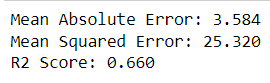 Mean Absolute Error: 3.584
Mean Squared Error: 25.320
R2 Score: 0.660